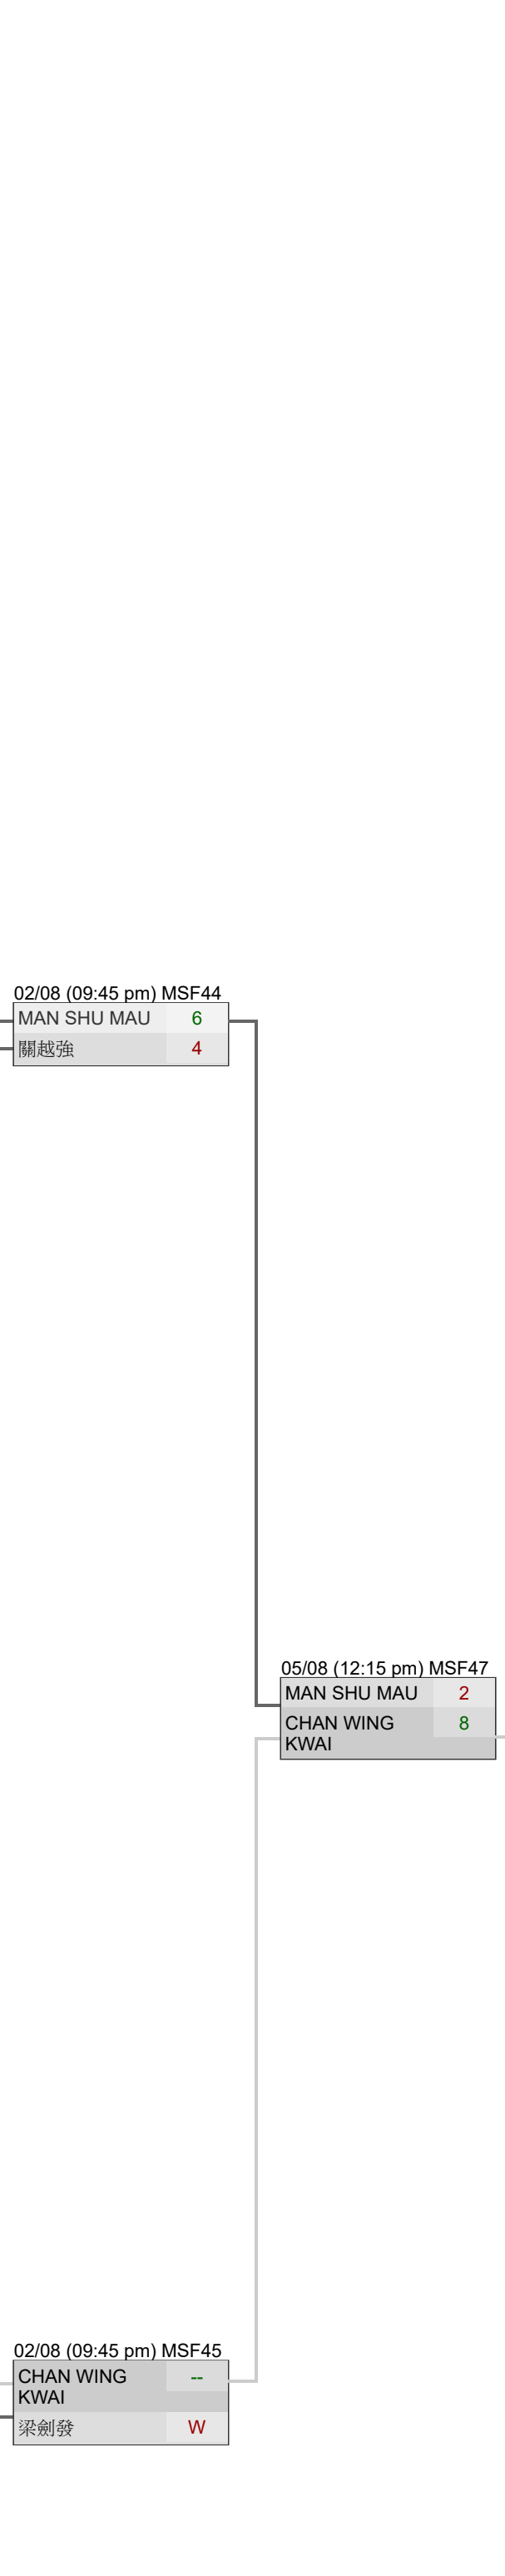 02/08 (09:45 pm) MSF44
MAN SHU MAU 6
關越強 4
05/08 (12:15 pm) MSF47
MAN SHU MAU 2
CHAN WING 8
KWAI
02/08 (09:45 pm) MSF45
CHAN WING --
KWAI
梁劍發 W